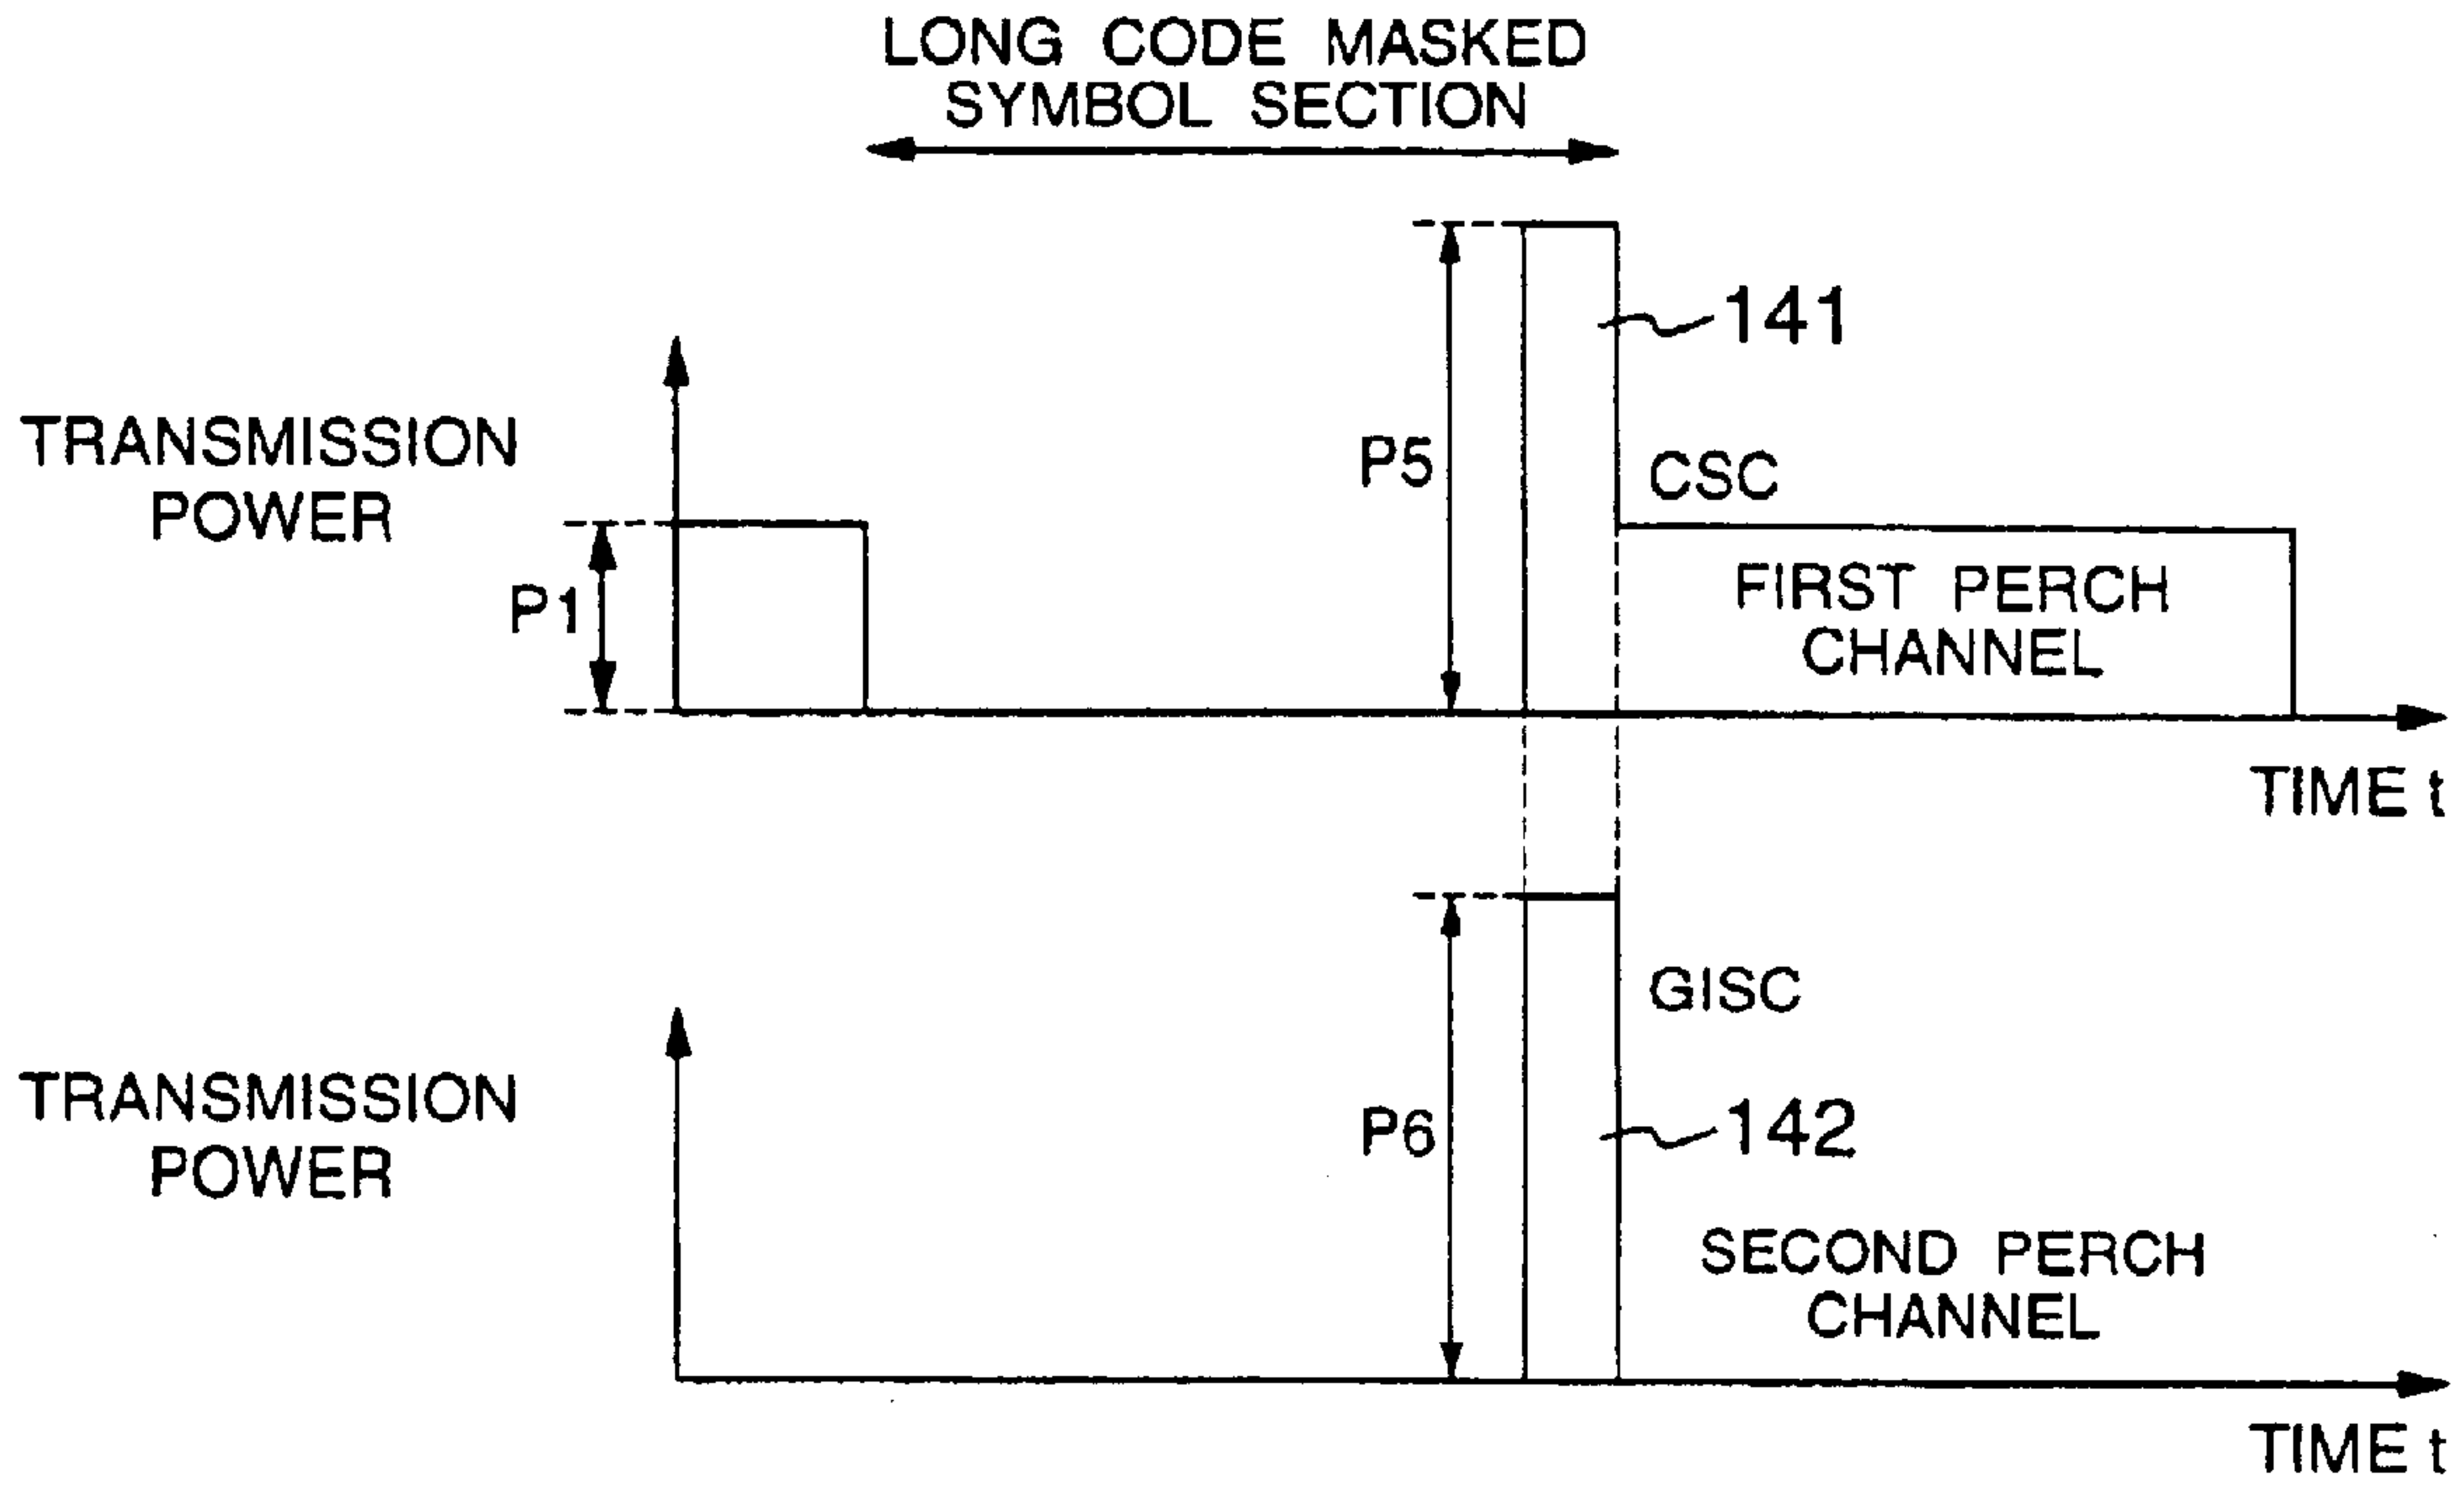 LONG CODE MASKED
SYMBOL SECTION
141
TRANSMISSION
POWER
P5
CSC
P1
FIRST PERCH
CHANNEL
TIME t
GISC
TRANSMISSION
POWER
P6
142
SECOND PERCH
CHANNEL
TIME t